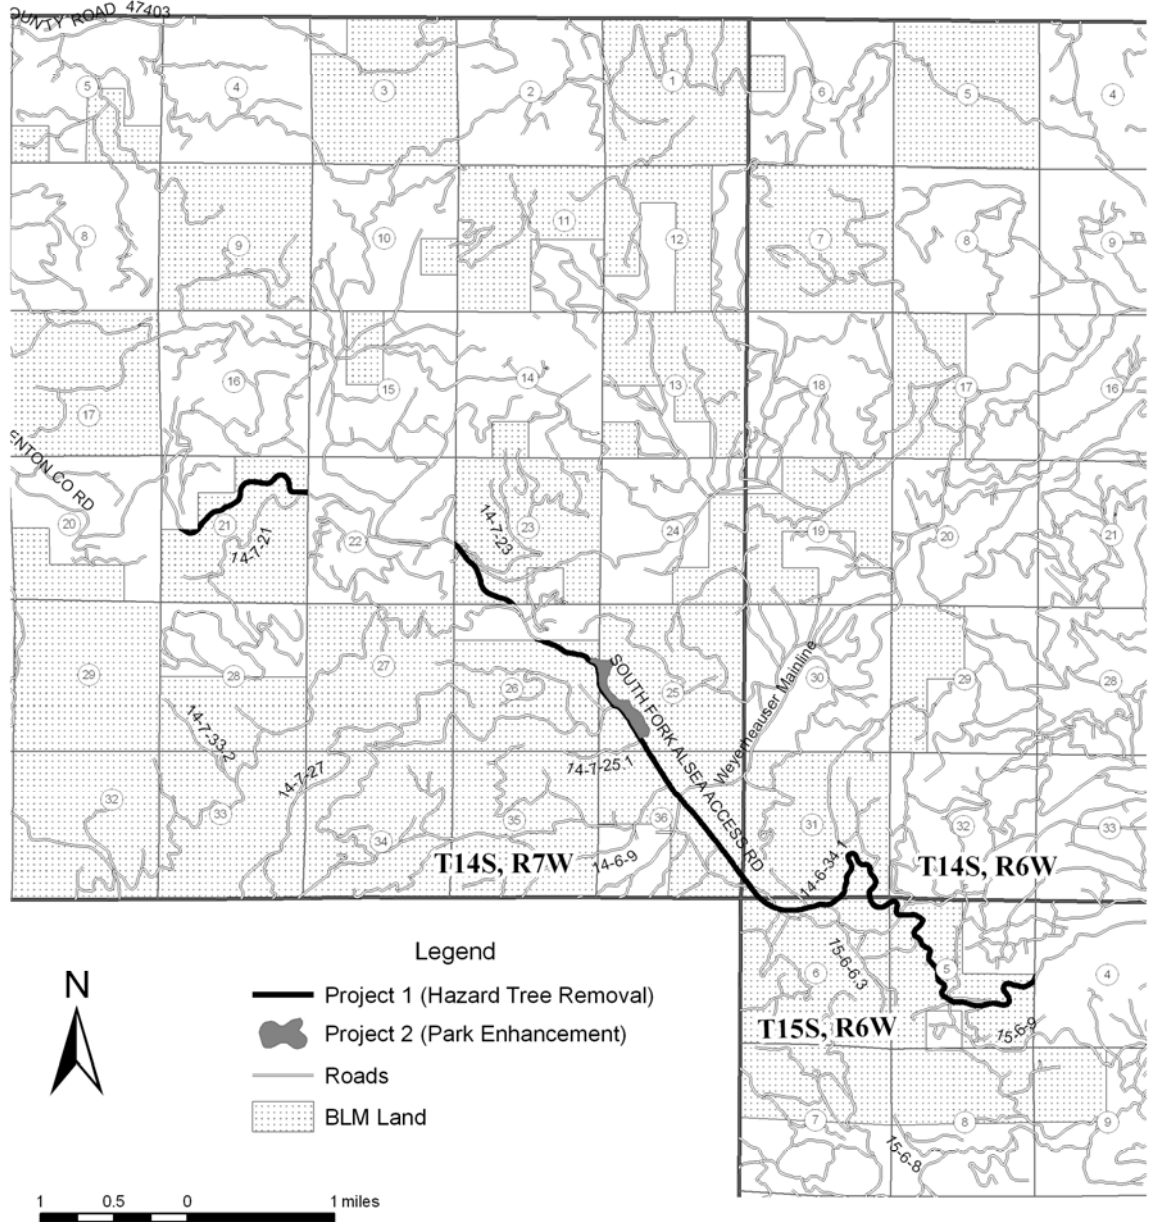 OUNTY ROAD 47403
5 4 3 2 1 6 5 4
8 9 10 11 12 7 8 9
17 16 15 14 13 18 17 16
ENTON CO RD
20 21 22 23 24 19 20 21
14-7-21
14-7-23
29 28 27 26 25 30 29 28
SOUTH FORK ALSEA ACCESS RD
Weyerheauser Mainline
14-7-33.2
14-7-27
14-7-25.1
32 33 34 35 36 31 32 33
14-6-9
14-6-34.1
T14S, R7W
T14S, R6W
6 5 4
15-6-6.3
15-6-9
T15S, R6W
7 8 9
15-6-8
Legend
N
Project 1 (Hazard Tree Removal)
Project 2 (Park Enhancement)
Roads
BLM Land
1 0.5 0 1 miles